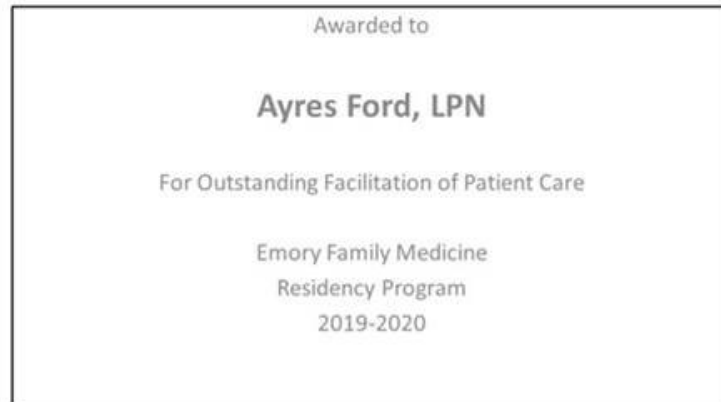 Awarded to
Ayres Ford, LPN
For Outstanding Facilitation of Patient Care
Emory Family Medicine
Residency Program
2019-2020